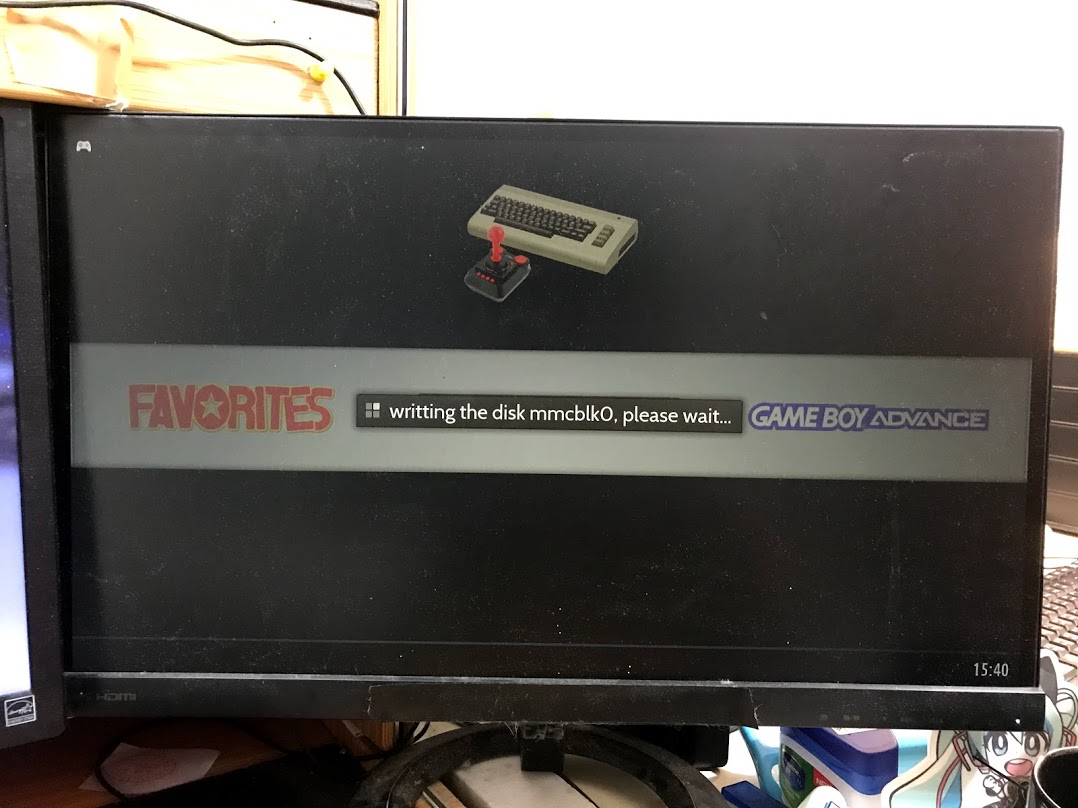 FAVORITES
writting the disk mmcblk0, please wait...
GAME BOY ADVANCE
15:40
HDMI